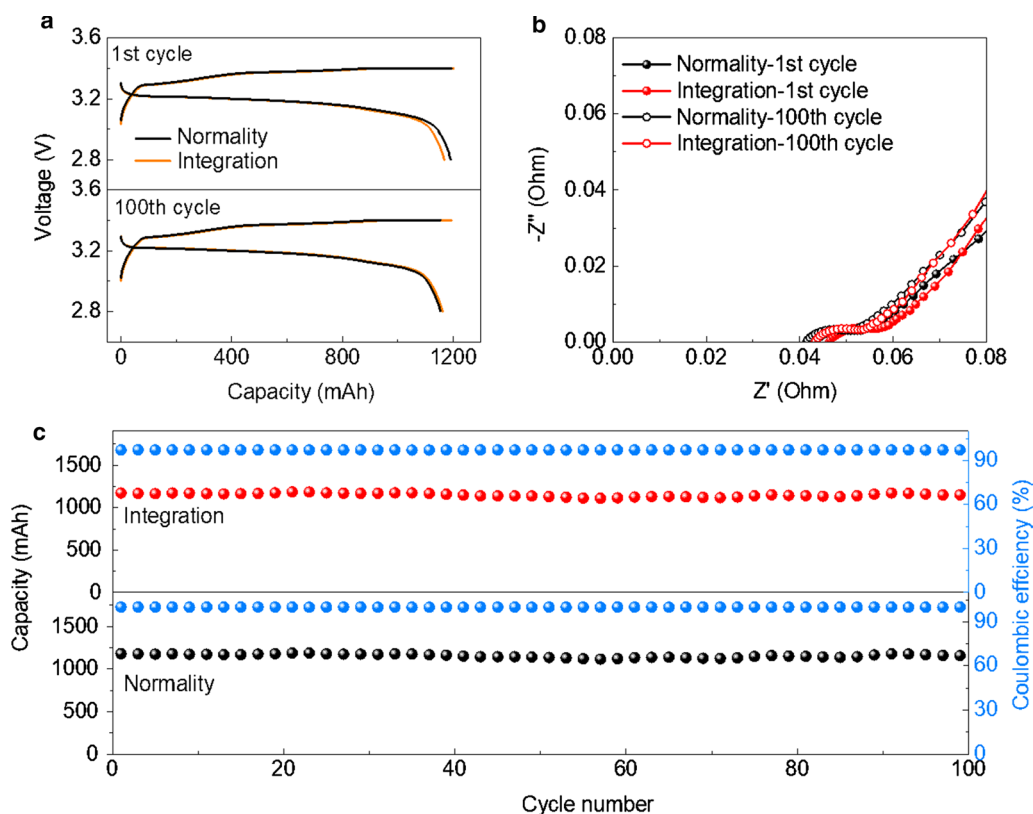 a
3.6
1st cycle
3.2
Normality
Integration
2.8
3.6
100th cycle
3.2
2.8
Voltage (V)
0
400
800
1200
Capacity (mAh)
b
0.08
Normality-1st cycle
Integration-1st cycle
Normality-100th cycle
Integration-100th cycle
0.06
0.04
0.02
0.00
-Z" (Ohm)
0.00
0.02
0.04
0.06
0.08
Z' (Ohm)
c
1500
1000
500
0
Integration
90
60
30
0
1500
1000
500
0
Normality
90
60
30
0
Capacity (mAh)
Coulombic effciency (%)
0
20
40
60
80
100
Cycle number